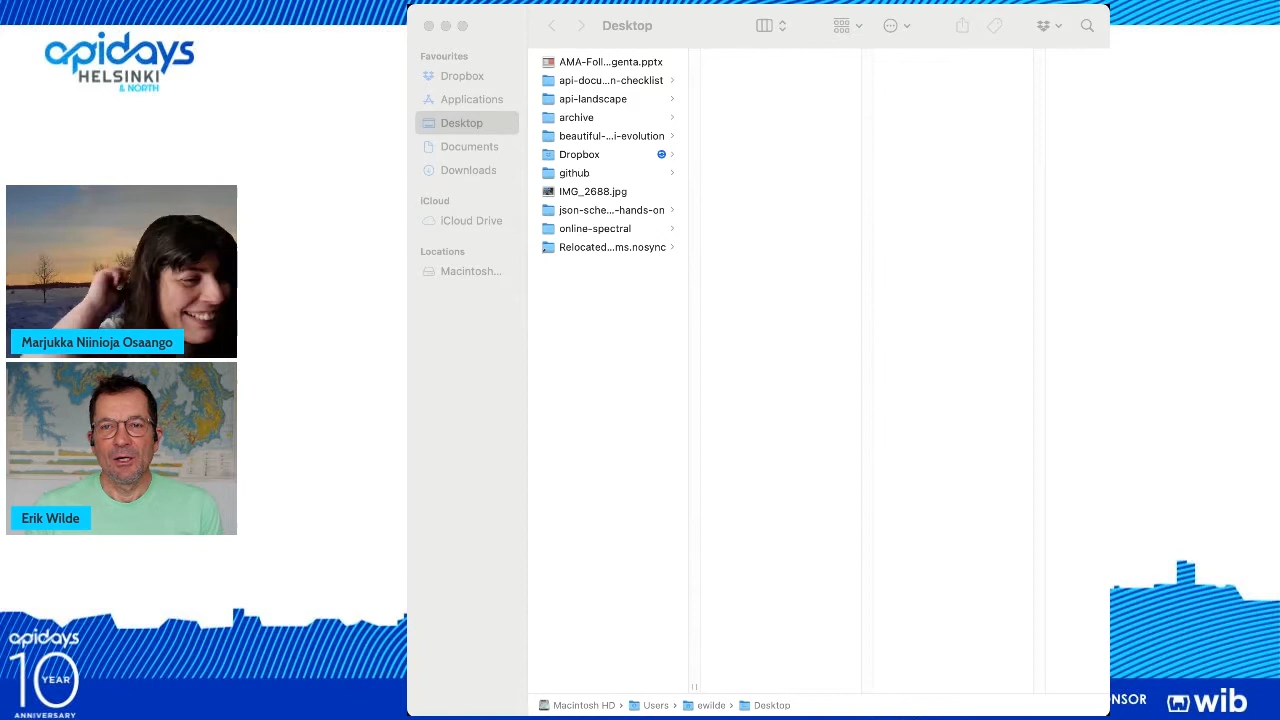 apidays
HELSINKI
& NORTH
Marjukka Niinioja Osaango
Erik Wilde
apidays
10
YEAR
ANNIVERSARY
Desktop
Favourites
Dropbox
Applications
Desktop
Documents
Downloads
iCloud
iCloud Drive
Locations
Macintosh...
AMA-Foll...genta.pptx
api-docu...n-checklist
api-landscape
archive
beautiful-...i-evolution
Dropbox
github
IMG_2688.jpg
json-sche...-hands-on
online-spectral
Relocated...ms.nosync
Macintosh HD › Users › ewilde › Desktop
NSOR
wib